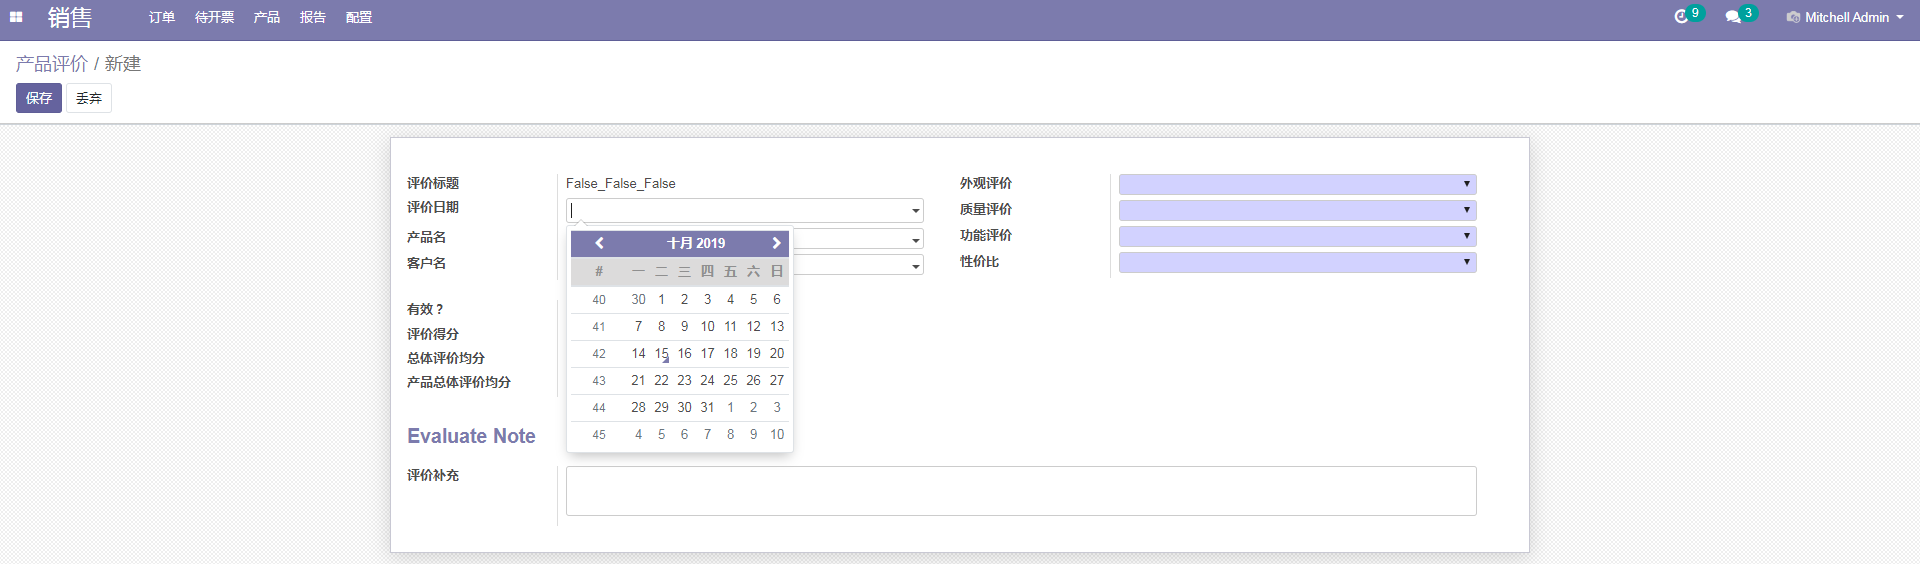 销售 订单 待开票 产品 报告 配置 9 3 Mitchell Admin
产品评价 / 新建
保存 丢弃
评价标题 False_False_False
评价日期
产品名
客户名
十月 2019
# 一 二 三 四 五 六 日
40 30 1 2 3 4 5 6
41 7 8 9 10 11 12 13
42 14 15 16 17 18 19 20
43 21 22 23 24 25 26 27
44 28 29 30 31 1 2 3
45 4 5 6 7 8 9 10
有效？
评价得分
总体评价均分
产品总体评价均分
外观评价
质量评价
功能评价
性价比
Evaluate Note
评价补充